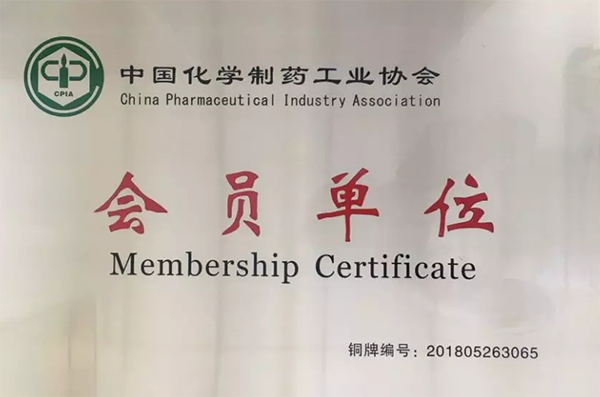 CPIA
中国化学制药工业协会
China Pharmaceutical Industry Association
会员单位
Membership Certificate
铜牌编号：201805263065